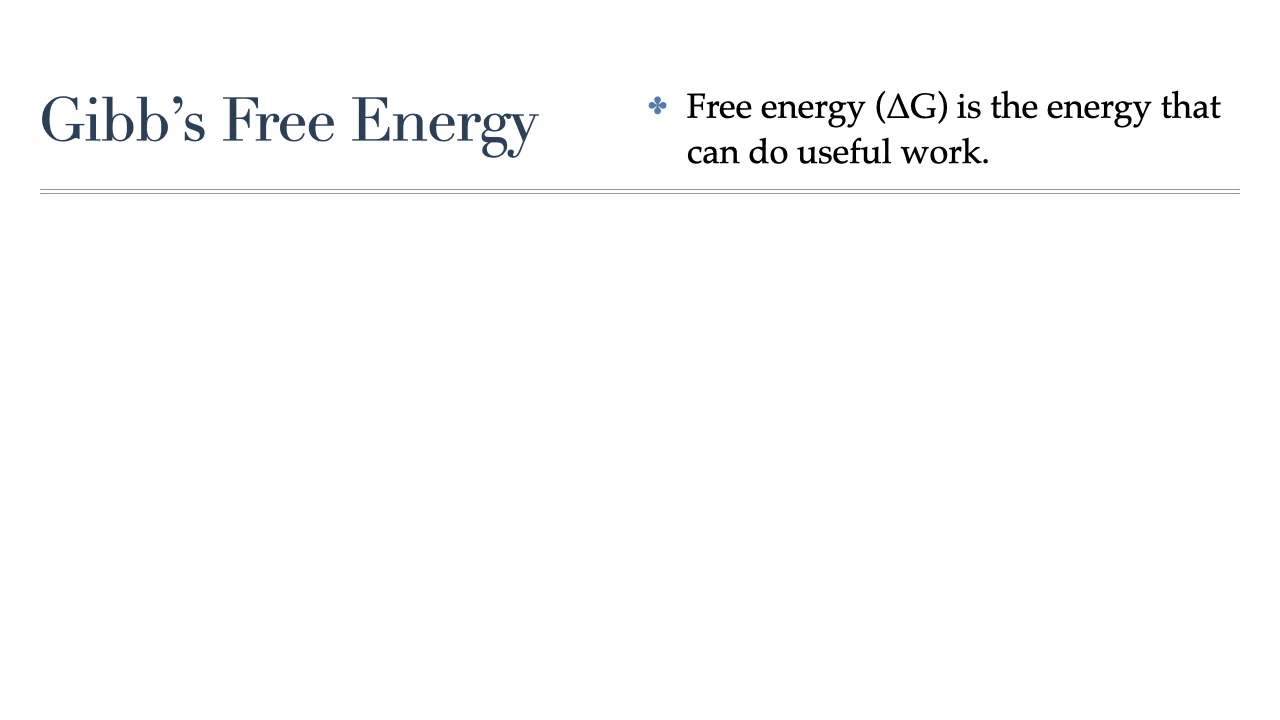 Gibb’s Free Energy
✤ Free energy (ΔG) is the energy that
can do useful work.